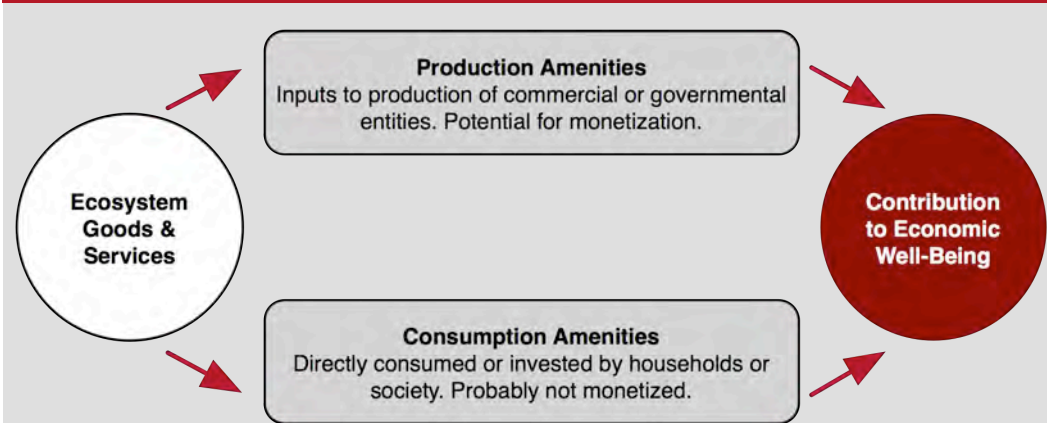 Production Amenities
Inputs to production of commercial or governmental
entities. Potential for monetization.
Ecosystem
Goods &
Services
Contribution
to Economic
Well-Being
Consumption Amenities
Directly consumed or invested by households or
society. Probably not monetized.